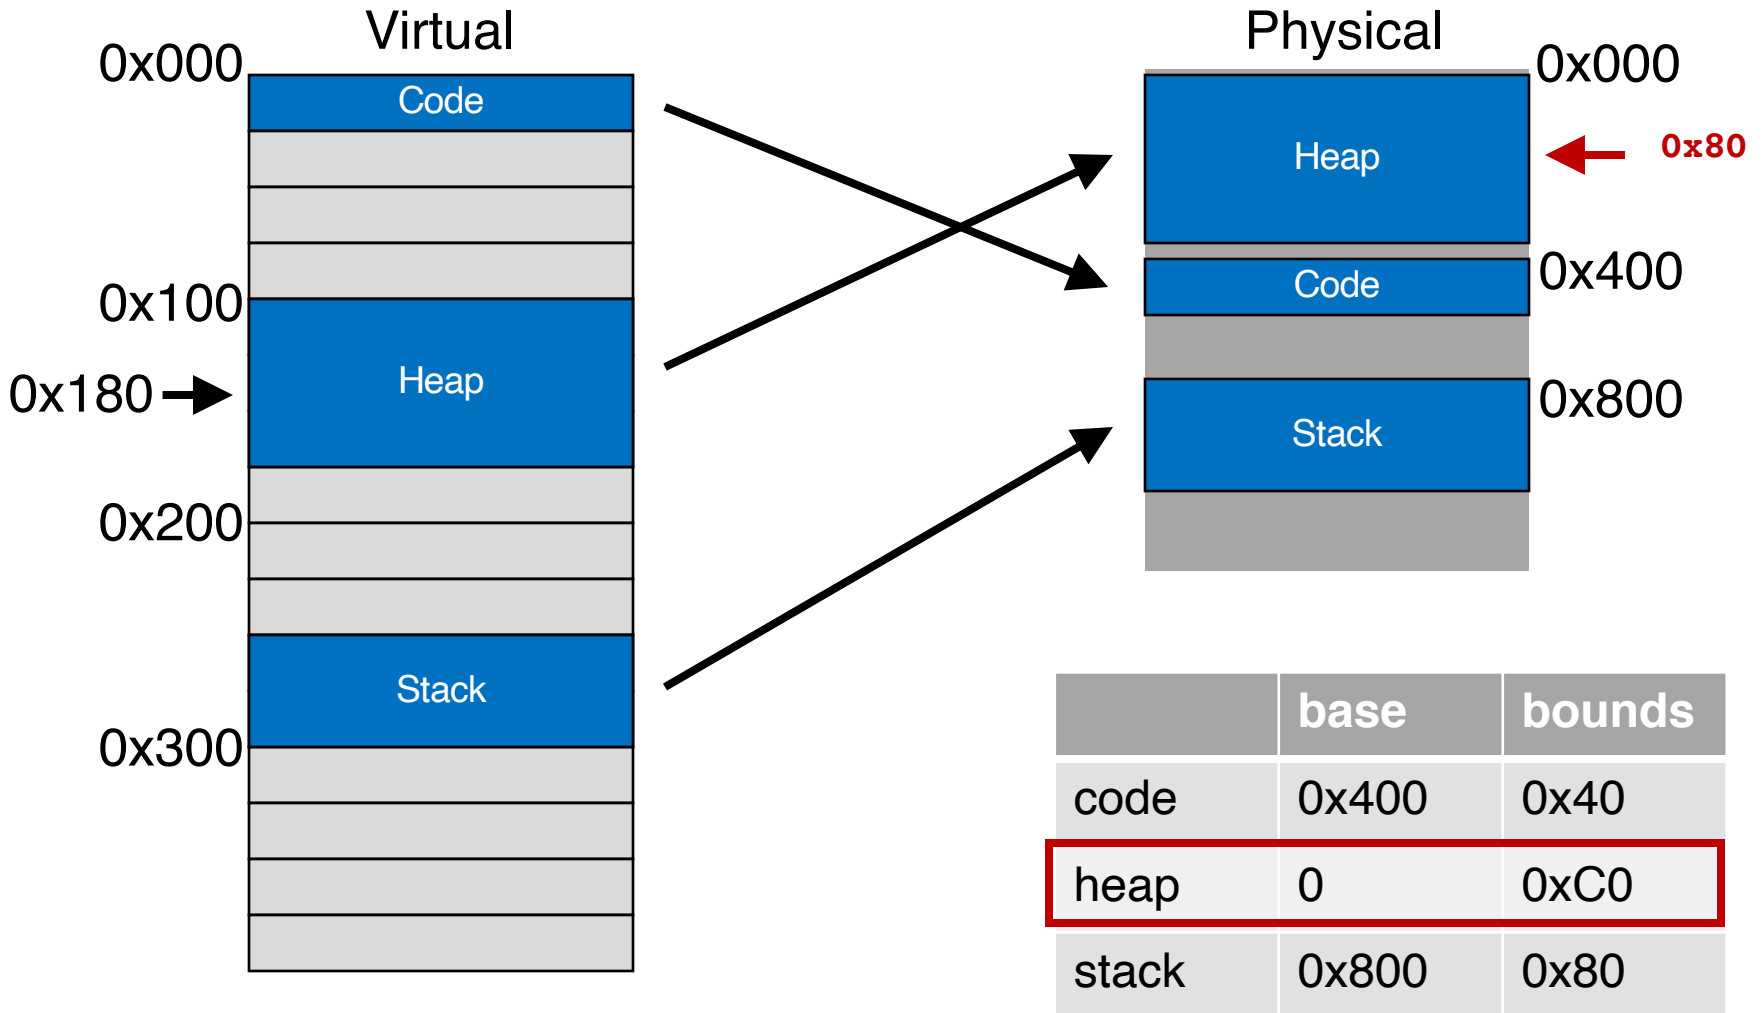 Virtual
Physical
0x000
0x000
Code
Heap
0x80
0x400
Code
0x100
Heap
0x180
0x800
Stack
0x200
Stack
0x300
base bounds
code 0x400 0x40
heap 0 0xC0
stack 0x800 0x80